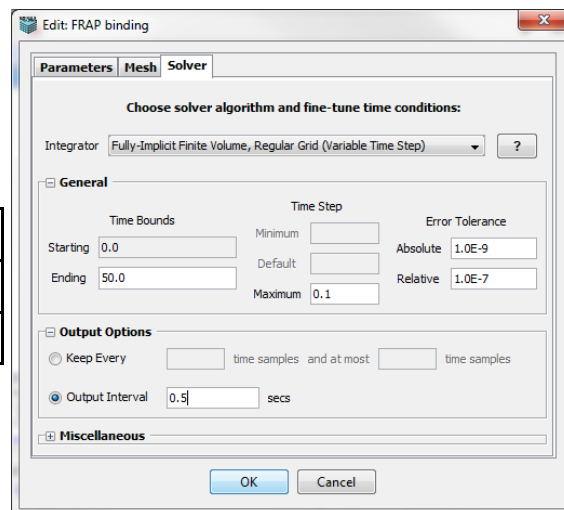 Edit: FRAP binding
Parameters Mesh Solver
Choose solver algorithm and fine-tune time conditions:
Integrator Fully-Implicit Finite Volume, Regular Grid (Variable Time Step) ?
General
Time Bounds Time Step Error Tolerance
Starting 0.0 Minimum Absolute 1.0E-9
Ending 50.0 Default Relative 1.0E-7
Maximum 0.1
Output Options
Keep Every time samples and at most time samples
Output Interval 0.5 secs
Miscellaneous
OK Cancel